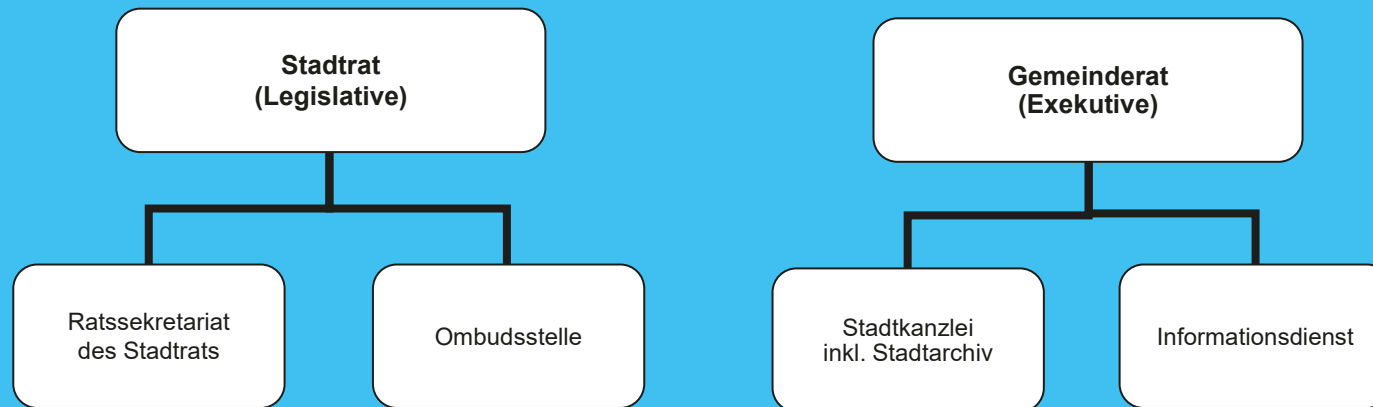 Stadtrat
(Legislative)
Gemeinderat
(Exekutive)
Ratssekretariat
des Stadtrats
Ombudsstelle
Stadtkanzlei
inkl. Stadtarchiv
Informationsdienst